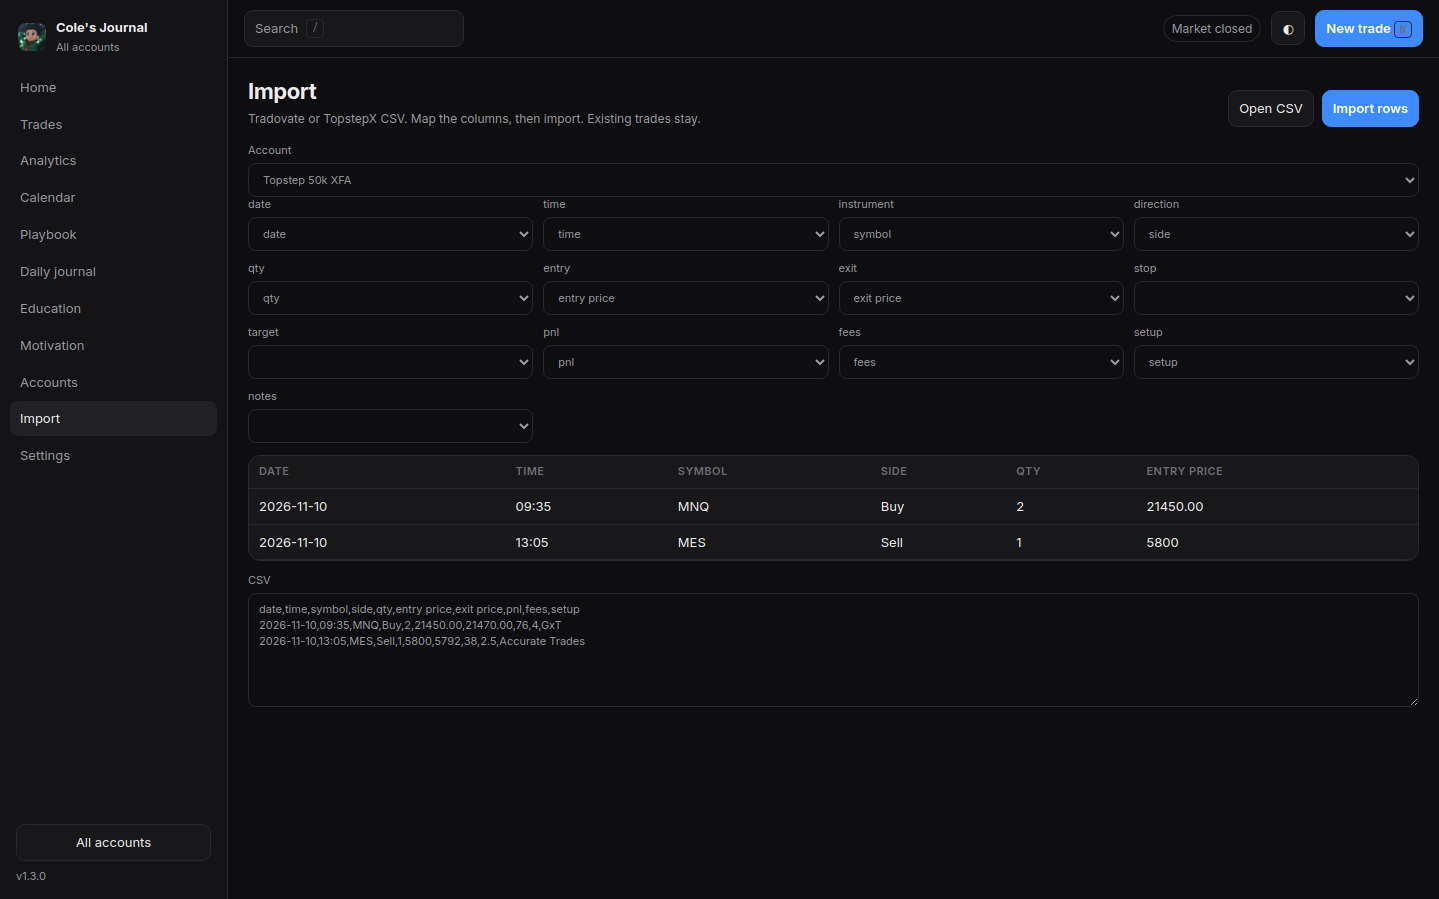 Cole's Journal
All accounts
Home
Trades
Analytics
Calendar
Playbook
Daily journal
Education
Motivation
Accounts
Import
Settings
All accounts
v1.3.0
Search /
Market closed
New trade
Import
Tradovate or TopstepX CSV. Map the columns, then import. Existing trades stay.
Open CSV
Import rows
Account
Topstep 50k XFA
date time instrument direction
date time symbol side
qty entry exit stop
qty entry price exit price
target pnl fees setup
pnl fees setup
notes
DATE TIME SYMBOL SIDE QTY ENTRY PRICE
2026-11-10 09:35 MNQ Buy 2 21450.00
2026-11-10 13:05 MES Sell 1 5800
CSV
date,time,symbol,side,qty,entry price,exit price,pnl,fees,setup
2026-11-10,09:35,MNQ,Buy,2,21450.00,21470.00,76,4,GxT
2026-11-10,13:05,MES,Sell,1,5800,5792,38,2.5,Accurate Trades